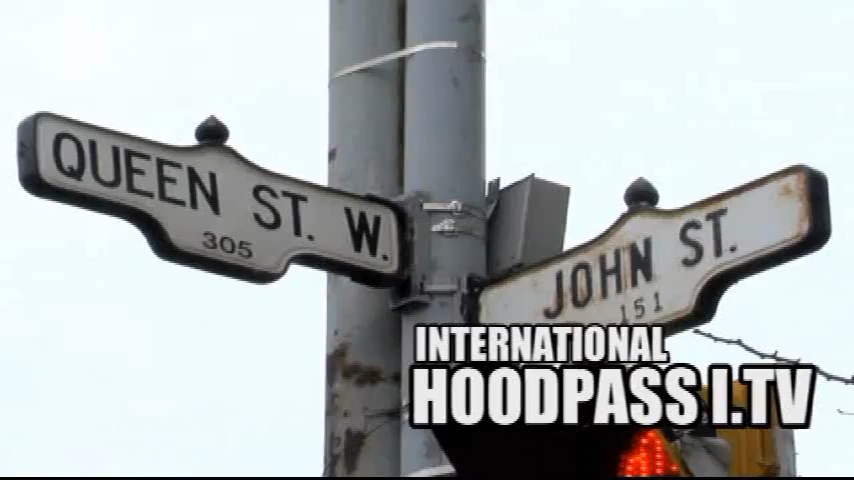 QUEEN ST. W.
305
JOHN ST.
151
INTERNATIONAL
HOODPASS I.TV